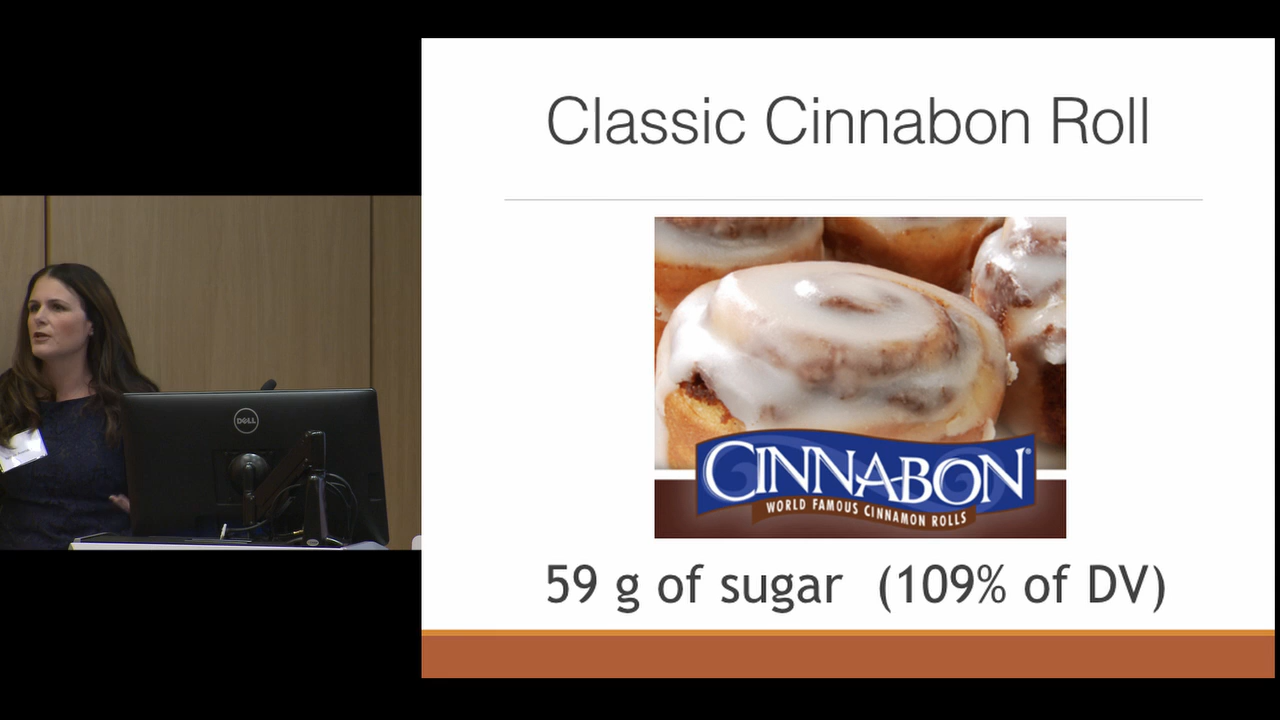 Classic Cinnabon Roll
CINNABON®
WORLD FAMOUS CINNAMON ROLLS
59 g of sugar (109% of DV)
DELL